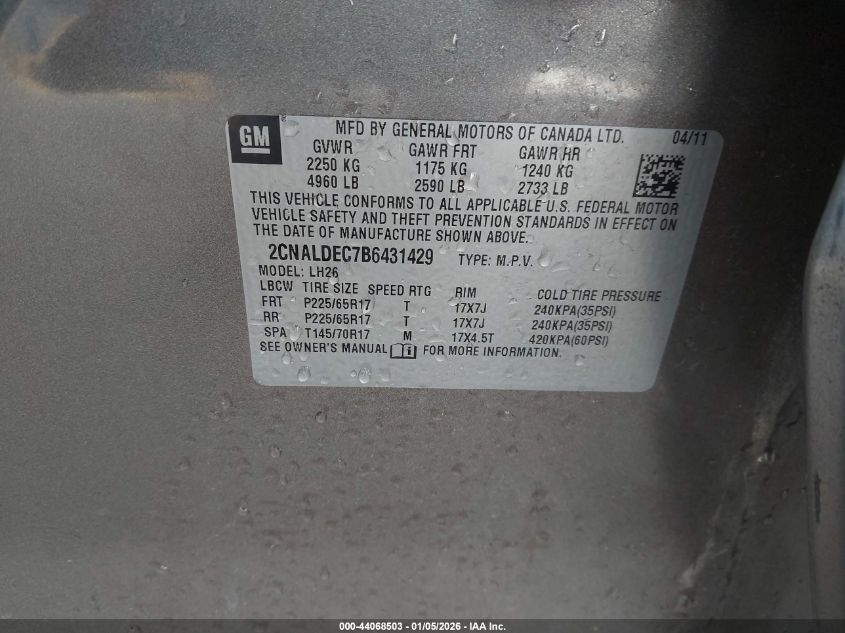 GM
MFD BY GENERAL MOTORS OF CANADA LTD. 04/11
GVWR GAWR FRT GAWR RR
2250 KG 1175 KG 1240 KG
4960 LB 2590 LB 2733 LB
THIS VEHICLE CONFORMS TO ALL APPLICABLE U.S. FEDERAL MOTOR
VEHICLE SAFETY AND THEFT PREVENTION STANDARDS IN EFFECT ON
THE DATE OF MANUFACTURE SHOWN ABOVE.
2CNALDEC7B6431429 TYPE: M.P.V.
MODEL: LH26
LBCW TIRE SIZE SPEED RTG RIM COLD TIRE PRESSURE
FRT P225/65R17 T 17X7J 240KPA(35PSI)
RR P225/65R17 T 17X7J 240KPA(35PSI)
SPA T145/70R17 M 17X4.5T 420KPA(60PSI)
SEE OWNER'S MANUAL FOR MORE INFORMATION.
000-44068503 - 01/05/2026 - IAA Inc.